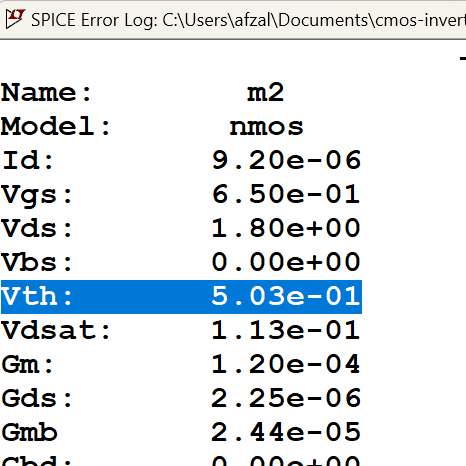 SPICE Error Log: C:\Users\afzal\Documents\cmos-invert
Name: m2
Model: nmos
Id: 9.20e-06
Vgs: 6.50e-01
Vds: 1.80e+00
Vbs: 0.00e+00
Vth: 5.03e-01
Vdsat: 1.13e-01
Gm: 1.20e-04
Gds: 2.25e-06
Gmb 2.44e-05
Cbd: 0.00e+00